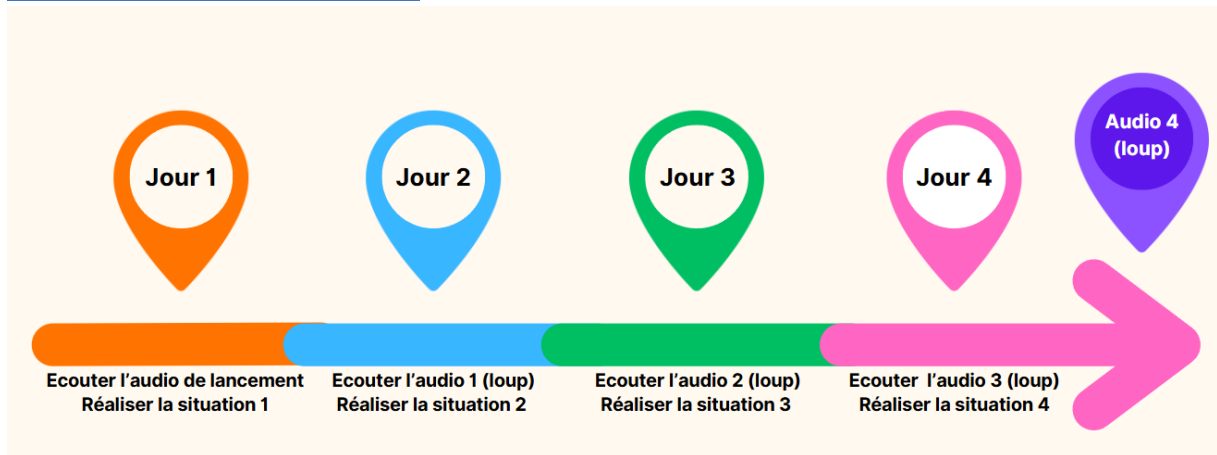 Jour 1
Jour 2
Jour 3
Jour 4
Audio 4
(loup)
Ecouter l'audio de lancement
Réaliser la situation 1
Ecouter l'audio 1 (loup)
Réaliser la situation 2
Ecouter l'audio 2 (loup)
Réaliser la situation 3
Ecouter l'audio 3 (loup)
Réaliser la situation 4